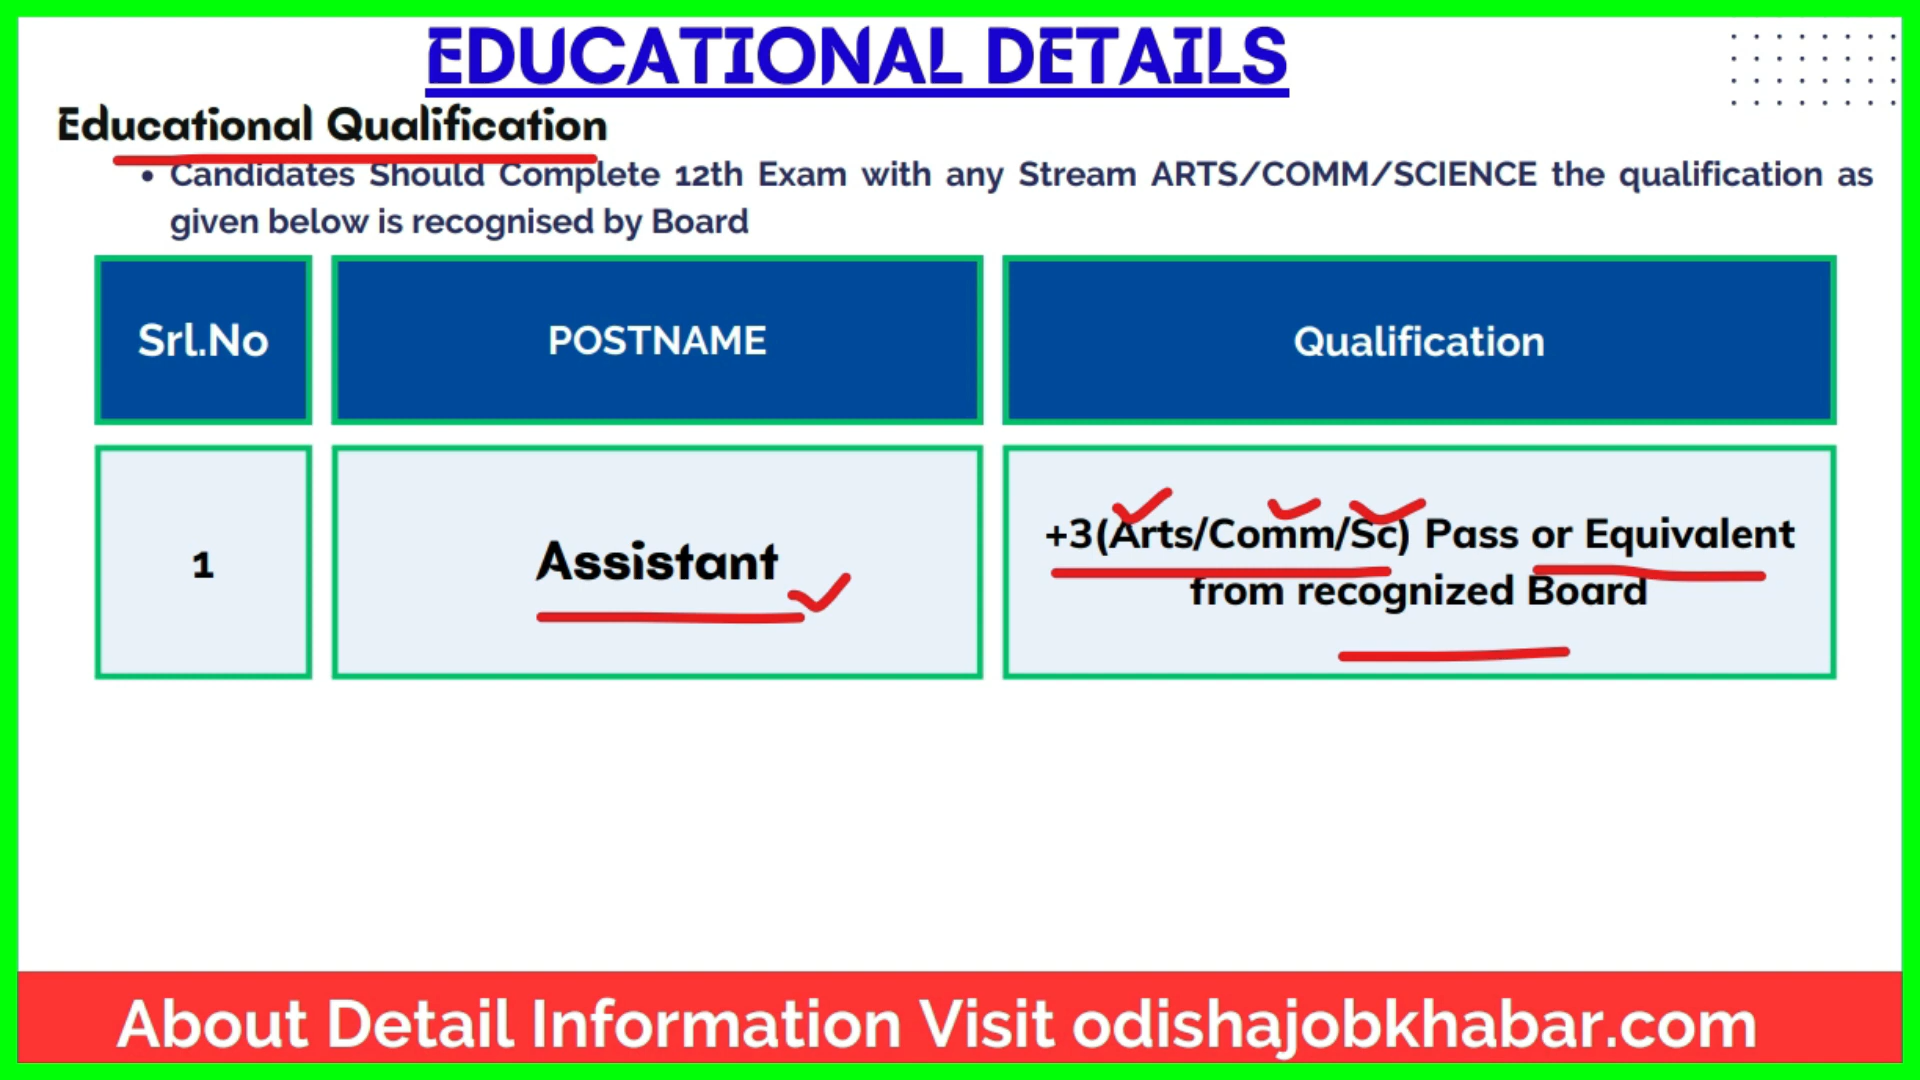 EDUCATIONAL DETAILS
Educational Qualification
• Candidates Should Complete 12th Exam with any Stream ARTS/COMM/SCIENCE the qualification as
given below is recognised by Board
Srl.No POSTNAME Qualification
1 Assistant +3(Arts/Comm/Sc) Pass or Equivalent
from recognized Board
About Detail Information Visit odishajobkhabar.com